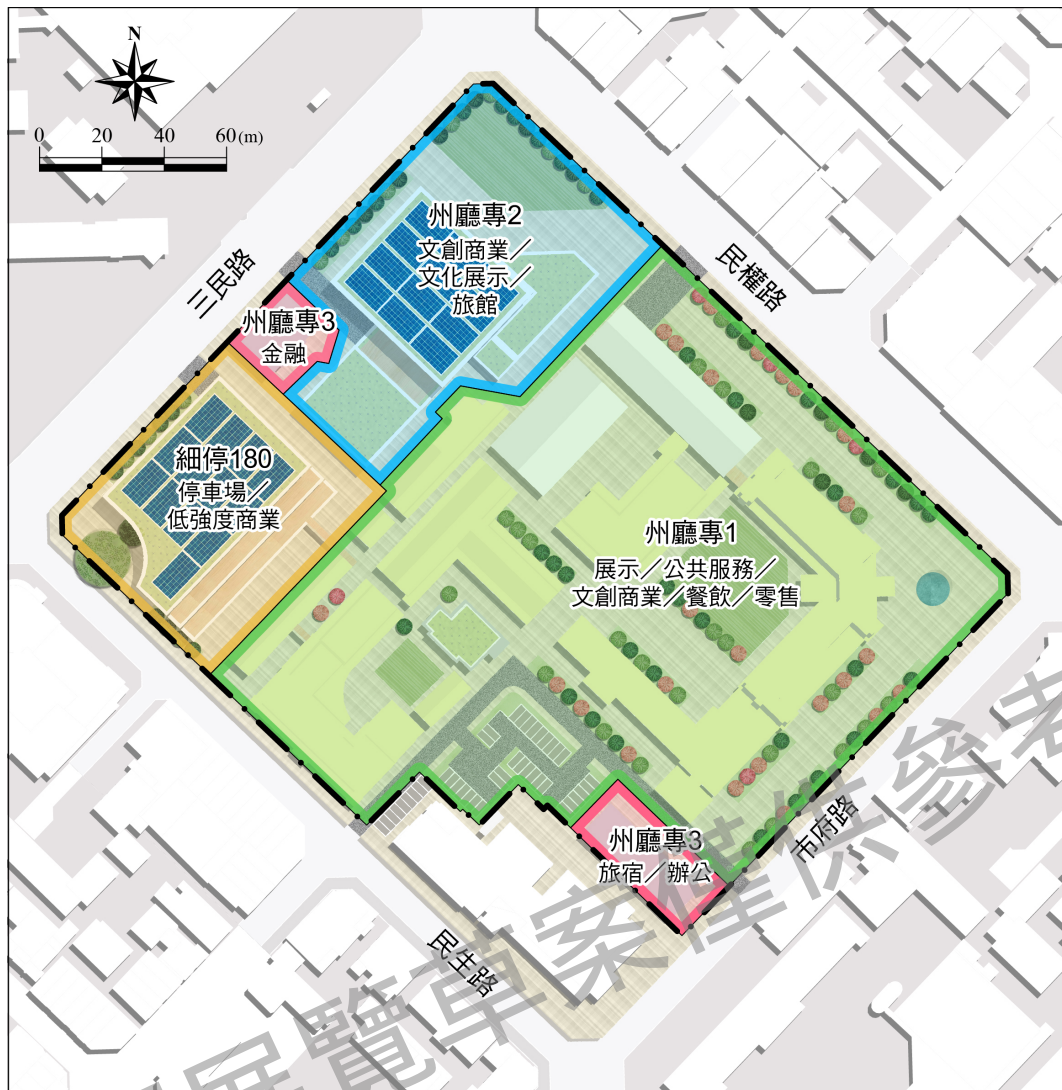 N
0 20 40 60(m)
州廳專2
文創商業／
文化展示／
旅館
民權路
三民路
州廳專3
金融
細停180
停車場／
低強度商業
州廳專1
展示／公共服務／
文創商業／餐飲／零售
州廳專3
旅宿／辦公
市府路
民生路
展覽草案僅供參考